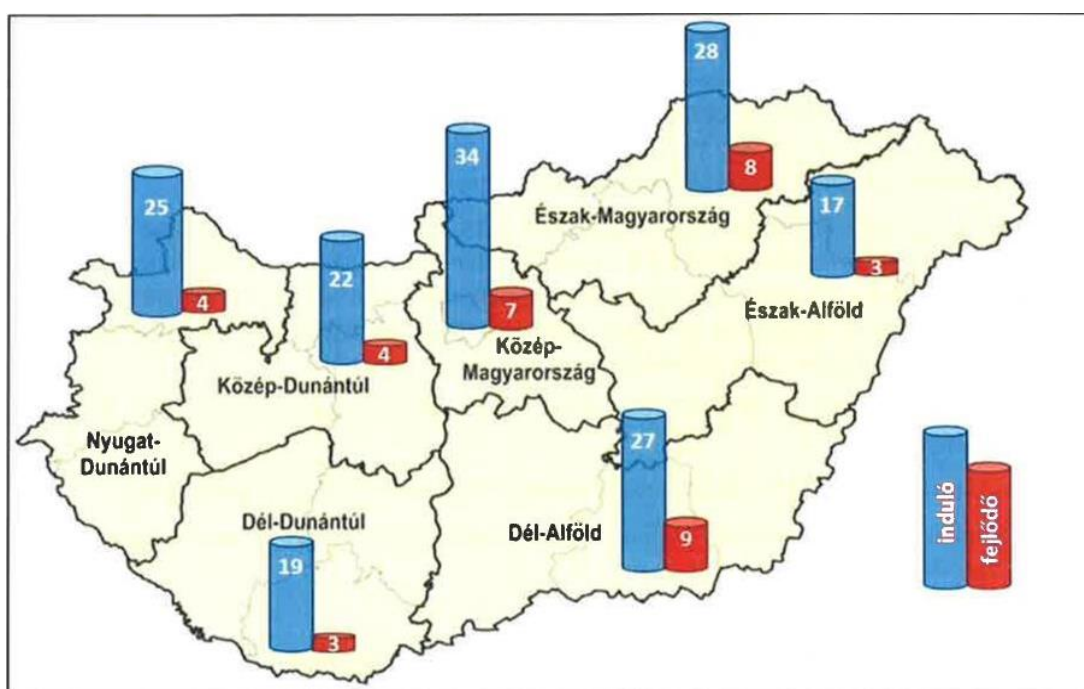 28
8
Észak-Magyarország
34
7
Közép-
Magyarország
17
3
Észak-Alföld
25
4
Nyugat-
Dunántúl
22
4
Közép-Dunántúl
27
9
Dél-Alföld
Dél-Dunántúl
19
3
induló
fejlődő